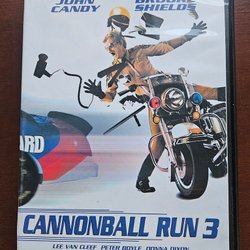 JOHN BROOKE
CANDY SHIELDS
ARD
CANNONBALL RUN 3
LEE VAN CLEEF PETER BOYLE DONNA DIXON